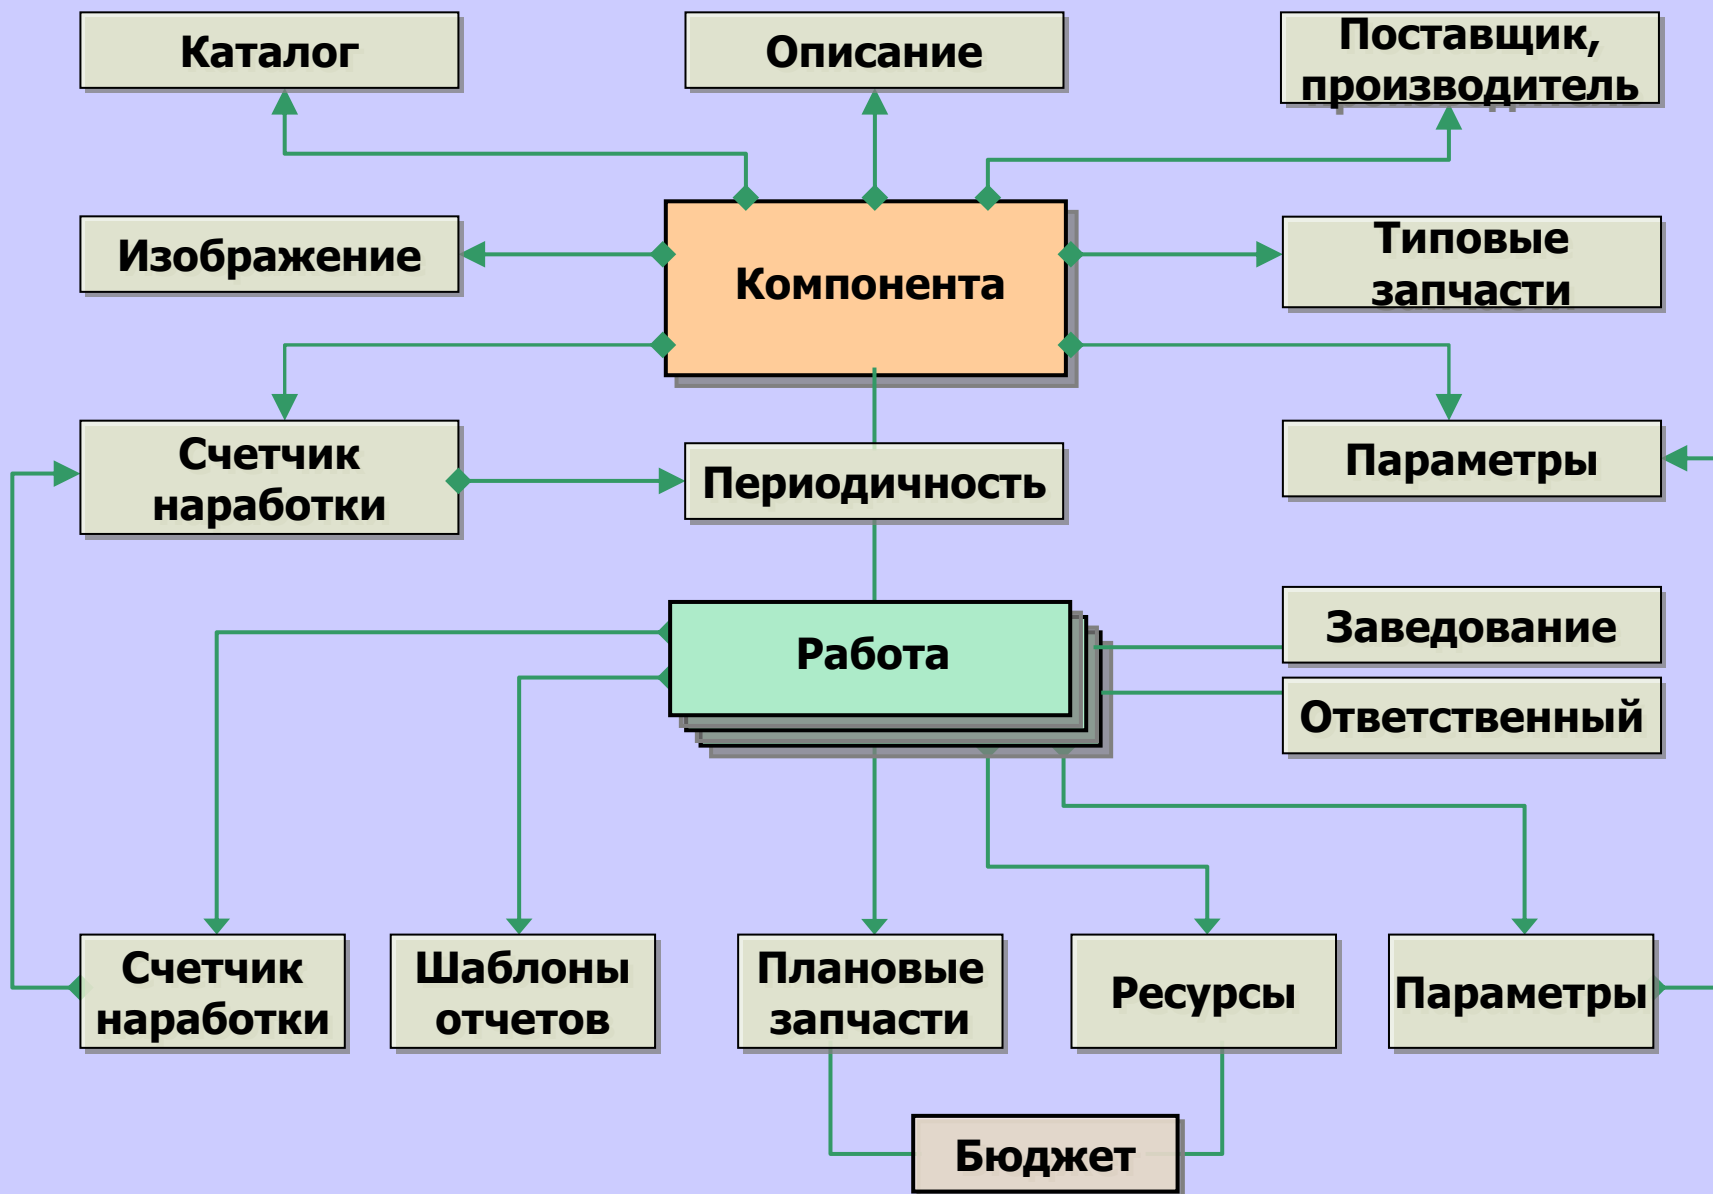 Каталог
Описание
Поставщик,
производитель
Изображение
Компонента
Типовые
запчасти
Счетчик
наработки
Периодичность
Параметры
Работа
Заведование
Ответственный
Счетчик
наработки
Шаблоны
отчетов
Плановые
запчасти
Ресурсы
Параметры
Бюджет